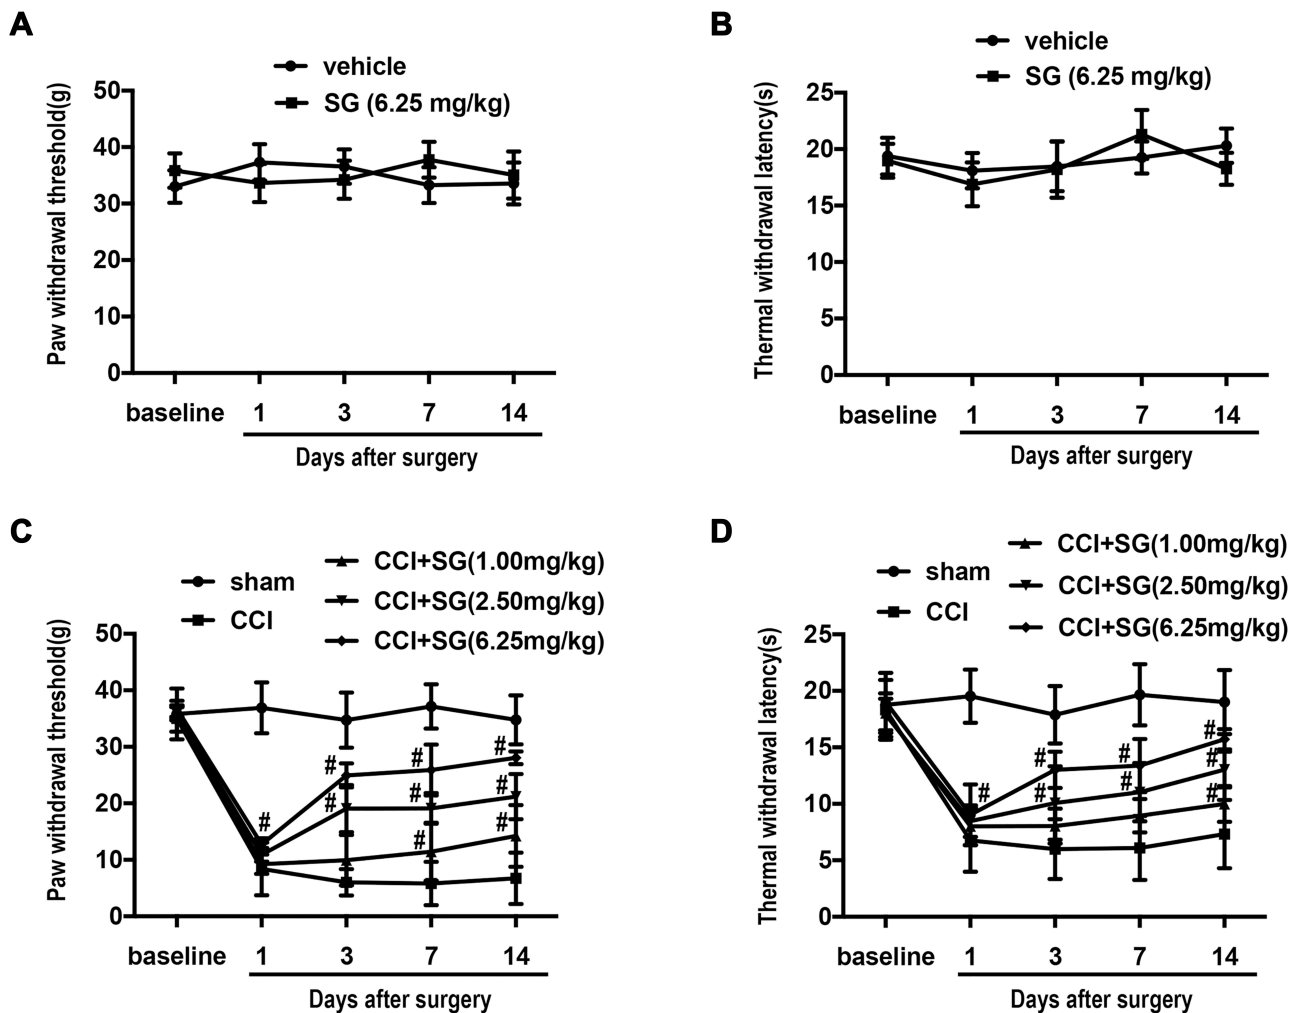 A
vehicle
SG (6.25 mg/kg)
Paw withdrawal threshold(g)
50
40
30
20
10
0
baseline 1 3 7 14
Days after surgery
B
vehicle
SG (6.25 mg/kg)
Thermal withdrawal latency(s)
25
20
15
10
5
0
baseline 1 3 7 14
Days after surgery
C
sham
CCI
CCI+SG(1.00mg/kg)
CCI+SG(2.50mg/kg)
CCI+SG(6.25mg/kg)
Paw withdrawal threshold(g)
50
40
30
20
10
0
# # # #
# # #
# #
baseline 1 3 7 14
Days after surgery
D
sham
CCI
CCI+SG(1.00mg/kg)
CCI+SG(2.50mg/kg)
CCI+SG(6.25mg/kg)
Thermal withdrawal latency(s)
25
20
15
10
5
0
# # # #
# # #
#
baseline 1 3 7 14
Days after surgery